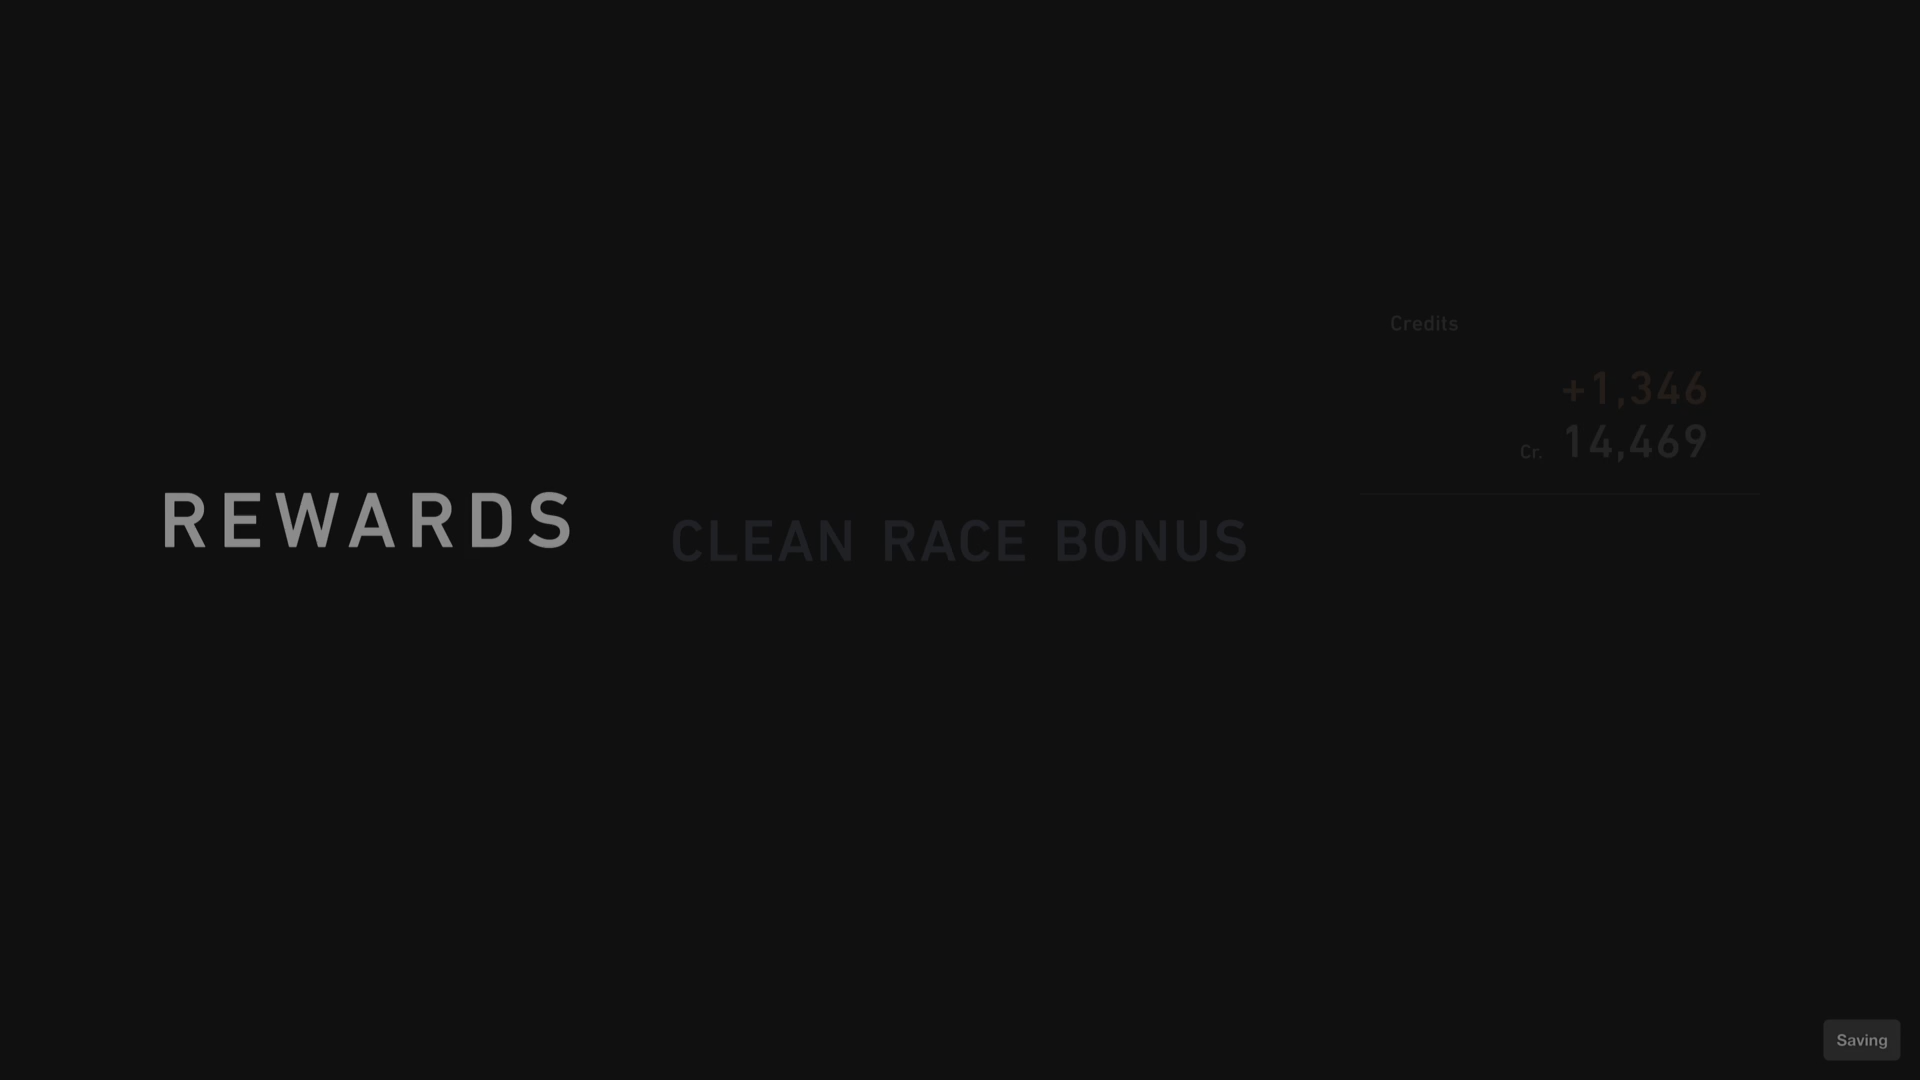 REWARDS
CLEAN RACE BONUS
Credits
+1,346
Cr. 14,469
Saving